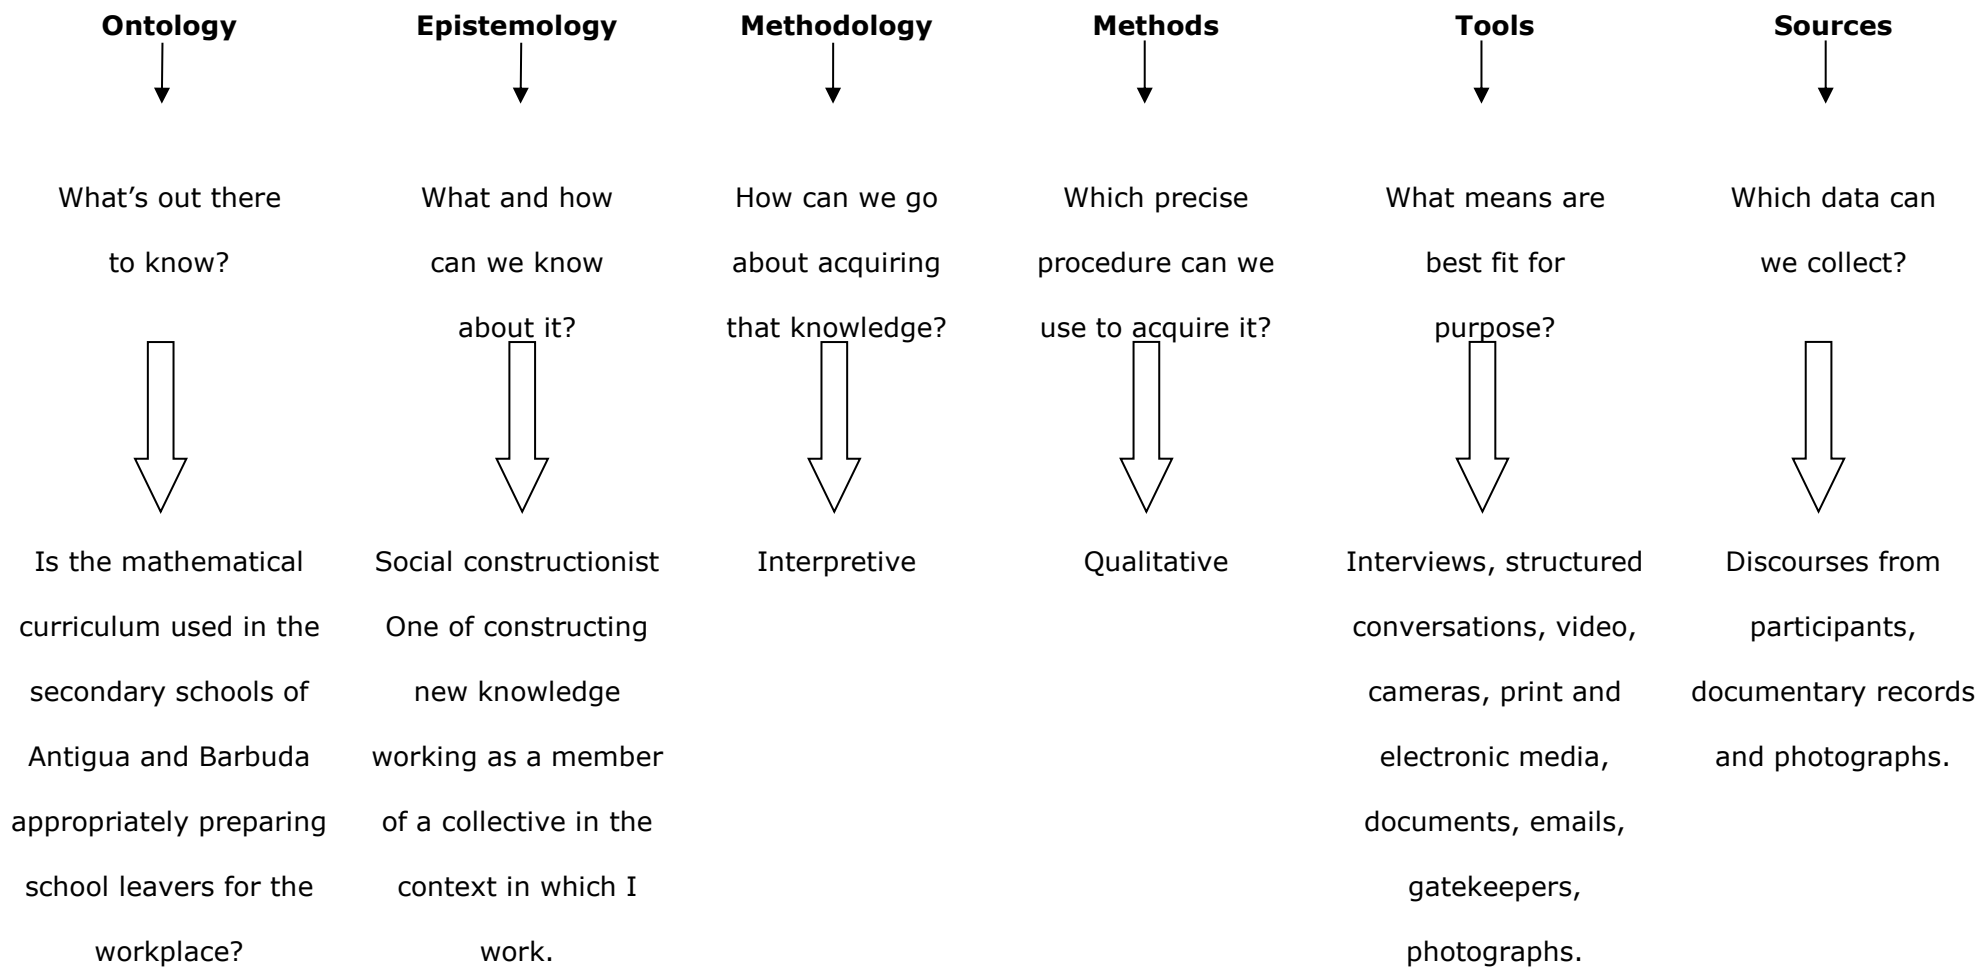 Ontology
What’s out there
to know?
Is the mathematical
curriculum used in the
secondary schools of
Antigua and Barbuda
appropriately preparing
school leavers for the
workplace?
Epistemology
What and how
can we know
about it?
Social constructionist
One of constructing
new knowledge
working as a member
of a collective in the
context in which I
work.
Methodology
How can we go
about acquiring
that knowledge?
Interpretive
Methods
Which precise
procedure can we
use to acquire it?
Qualitative
Tools
What means are
best fit for
purpose?
Interviews, structured
conversations, video,
cameras, print and
electronic media,
documents, emails,
gatekeepers,
photographs.
Sources
Which data can
we collect?
Discourses from
participants,
documentary records
and photographs.